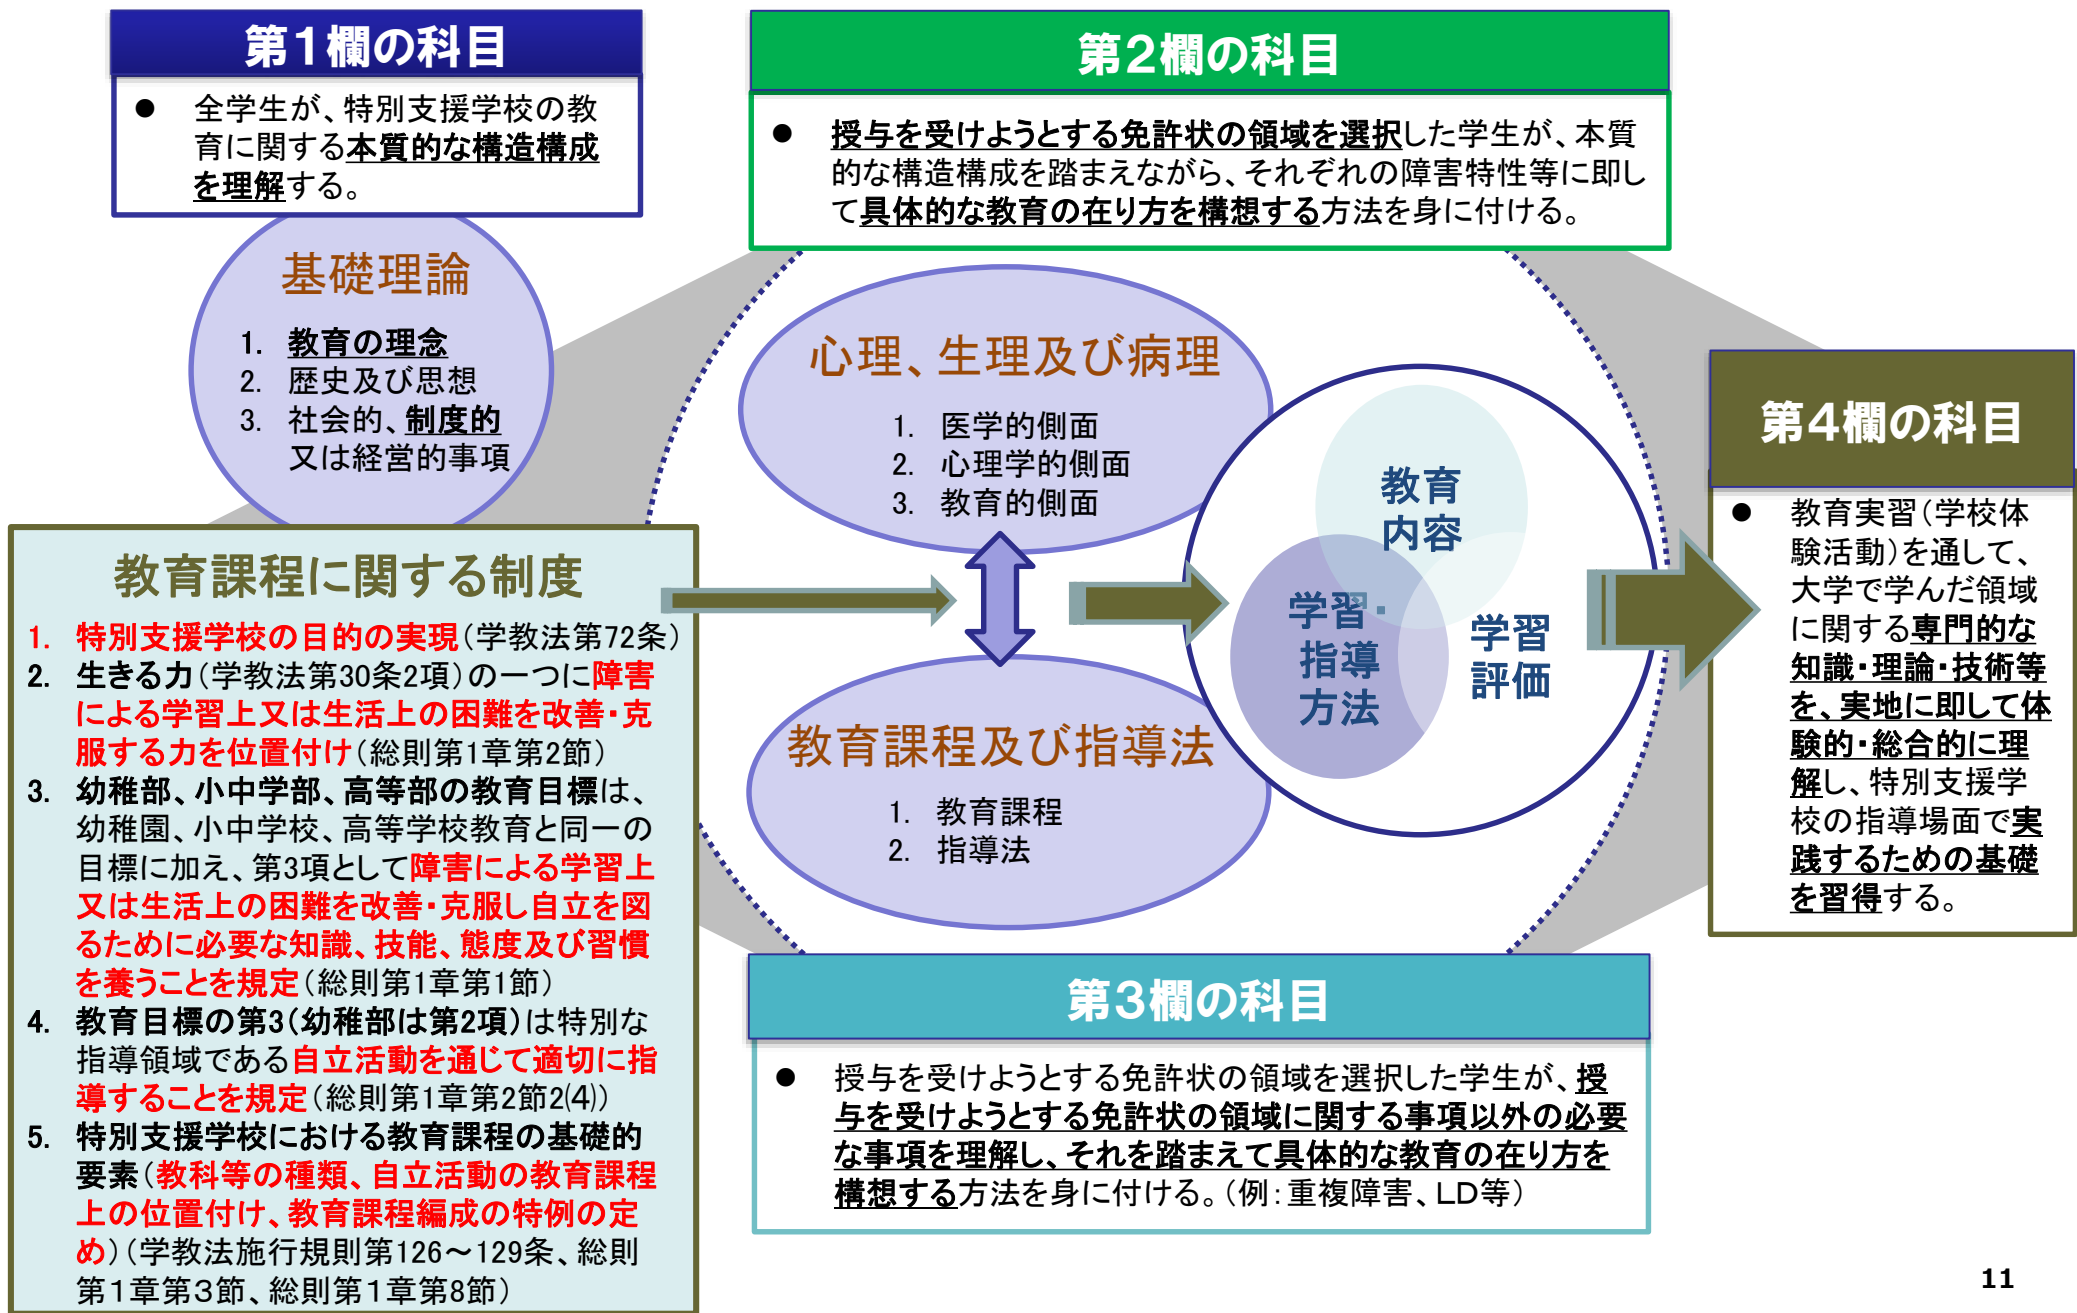 第1欄の科目
● 全学生が、特別支援学校の教
育に関する本質的な構造構成
を理解する。
基礎理論
1. 教育の理念
2. 歴史及び思想
3. 社会的、制度的
又は経営的事項
教育課程に関する制度
1. 特別支援学校の目的の実現(学教法第72条)
2. 生きる力(学教法第30条2項)の一つに障害
による学習上又は生活上の困難を改善・克
服する力を位置付け(総則第1章第2節)
3. 幼稚部、小中学部、高等部の教育目標は、
幼稚園、小中学校、高等学校教育と同一の
目標に加え、第3項として障害による学習上
又は生活上の困難を改善・克服し自立を図
るために必要な知識、技能、態度及び習慣
を養うことを規定(総則第1章第1節)
4. 教育目標の第3(幼稚部は第2項)は特別な
指導領域である自立活動を通じて適切に指
導することを規定(総則第1章第2節2⑷)
5. 特別支援学校における教育課程の基礎的
要素(教科等の種類、自立活動の教育課程
上の位置付け、教育課程編成の特例の定
め)(学教法施行規則第126~129条、総則
第1章第3節、総則第1章第8節)
第2欄の科目
● 授与を受けようとする免許状の領域を選択した学生が、本質
的な構造構成を踏まえながら、それぞれの障害特性等に即し
て具体的な教育の在り方を構想する方法を身に付ける。
心理、生理及び病理
1. 医学的側面
2. 心理学的側面
3. 教育的側面
教育課程及び指導法
1. 教育課程
2. 指導法
教育
内容
学習・
指導
方法
学習
評価
第3欄の科目
● 授与を受けようとする免許状の領域を選択した学生が、授
与を受けようとする免許状の領域に関する事項以外の必要
な事項を理解し、それを踏まえて具体的な教育の在り方を
構想する方法を身に付ける。(例:重複障害、LD等)
第4欄の科目
● 教育実習(学校体
験活動)を通して、
大学で学んだ領域
に関する専門的な
知識・理論・技術等
を、実地に即して体
験的・総合的に理
解し、特別支援学
校の指導場面で実
践するための基礎
を習得する。
11